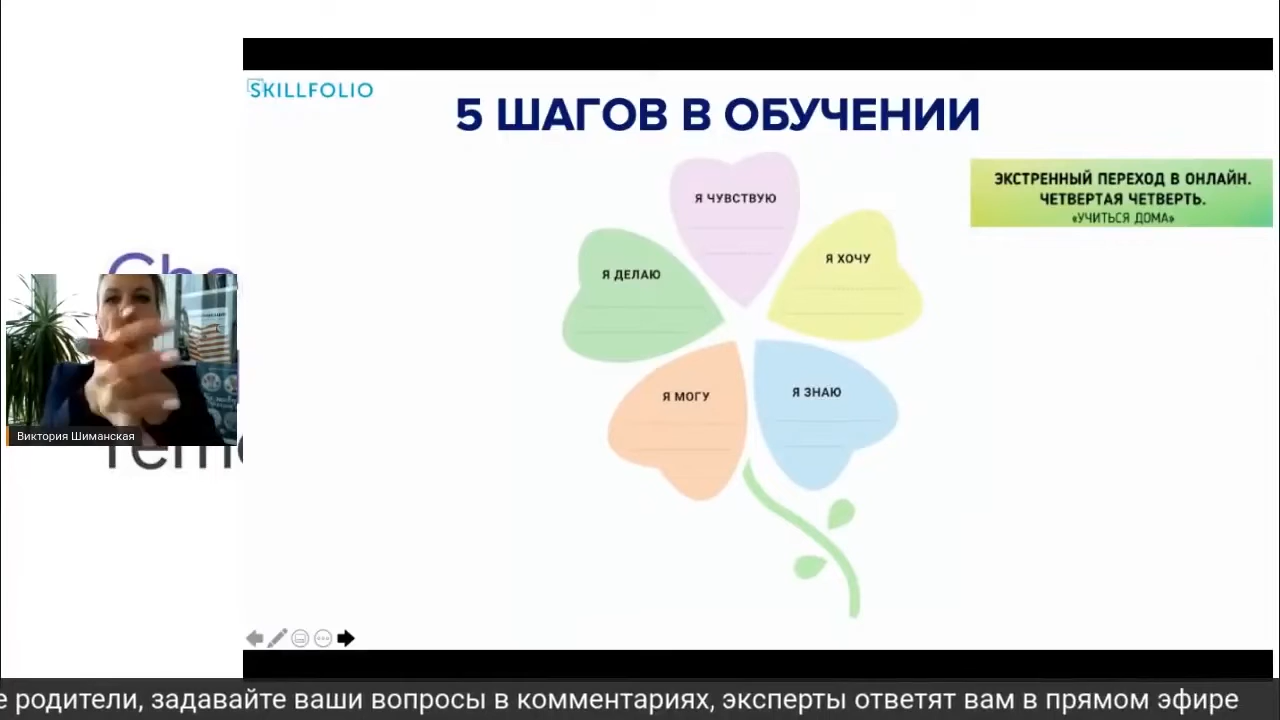 SKILLFOLIO
5 ШАГОВ В ОБУЧЕНИИ
ЭКСТРЕННЫЙ ПЕРЕХОД В ОНЛАЙН.
ЧЕТВЕРТАЯ ЧЕТВЕРТЬ.
«УЧИТЬСЯ ДОМА»
Я ЧУВСТВУЮ
Я ХОЧУ
Я ДЕЛАЮ
Я МОГУ
Я ЗНАЮ
Виктория Шиманская
е родители, задавайте ваши вопросы в комментариях, эксперты ответят вам в прямом эфире